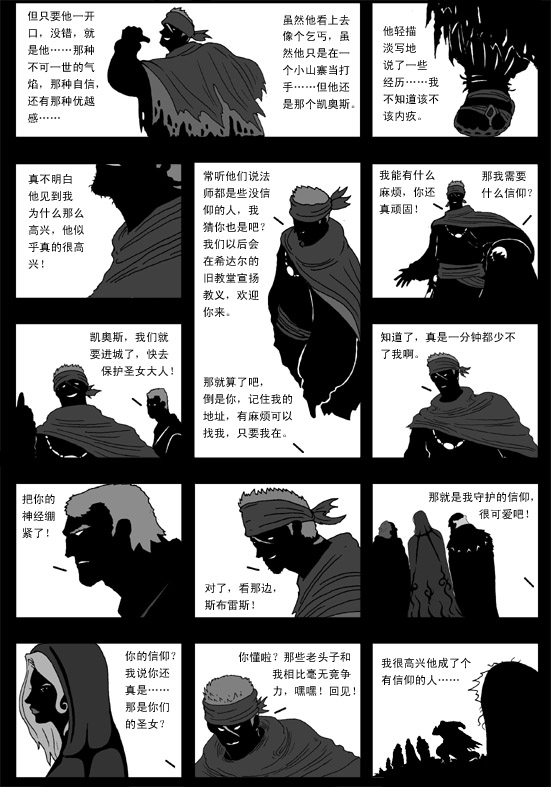 但只要他一开
口，没错，就
是他……那种
不可一世的气
焰，那种自信，
还有那种优越
感……
虽然他看上去
像个乞丐，虽
然他只是在一
个小山寨当打
手……但他还
是那个凯奥斯。
他轻描
淡写地
说了一些
经历……我
不知道该不
该内疚。
真不明白
他见到我
为什么那么
高兴，他似
乎真的很高
兴！
常听他们说法
师都是些没信
仰的人，我
猜你也是吧？
我们以后会
在希达尔的
旧教堂宣扬
教义，欢迎
你来。
那就算了吧，
倒是你，记住我的
地址，有麻烦可以
找我，只要我在。
我能有什么
麻烦，你还
真顽固！
那我需要
什么信仰？
凯奥斯，我们就
要进城了，快去
保护圣女大人！
知道了，真是一分钟都少不
了我啊。
把你的
神经绷
紧了！
对了，看那边，
斯布雷斯！
那就是我守护的信仰，
很可爱吧！
你的信仰？
我说你还
真是……
那是你们
的圣女？
你懂啦？那些老头子和
我相比毫无竞争
力，嘿嘿！回见！
我很高兴他成了个
有信仰的人……